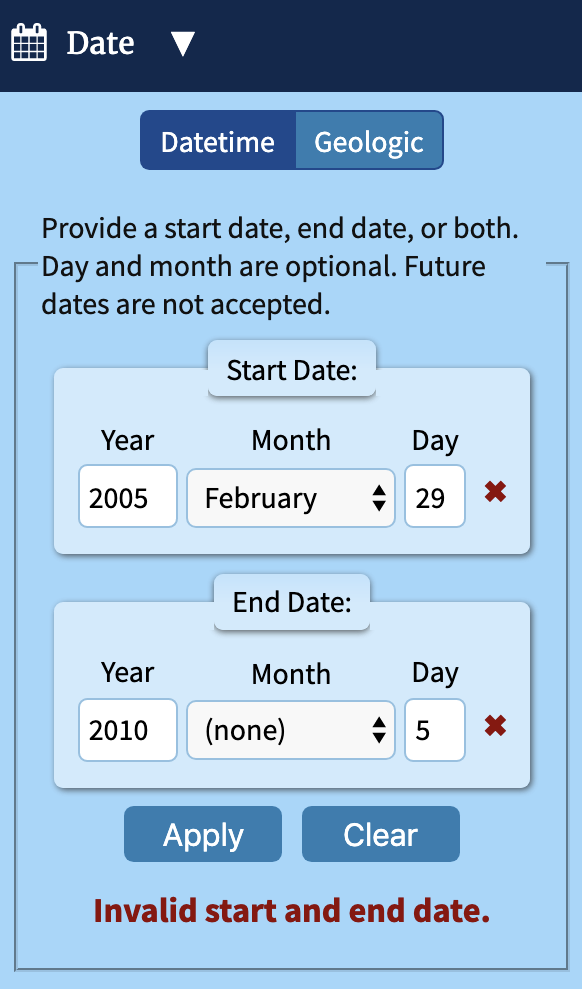 Date ▼
Datetime Geologic
Provide a start date, end date, or both.
Day and month are optional. Future
dates are not accepted.
Start Date:
Year Month Day
2005 February 29 ✖
End Date:
Year Month Day
2010 (none) 5 ✖
Apply Clear
Invalid start and end date.